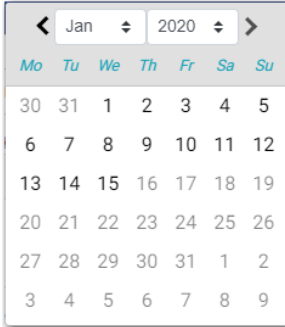 Jan 2020
Mo Tu We Th Fr Sa Su
30 31 1 2 3 4 5
6 7 8 9 10 11 12
13 14 15 16 17 18 19
20 21 22 23 24 25 26
27 28 29 30 31 1 2
3 4 5 6 7 8 9